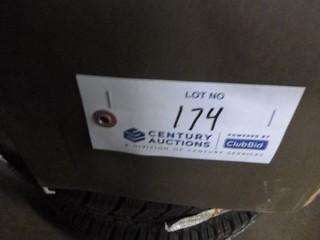 LOT NO
174
CENTURY
AUCTIONS
A DIVISION OF CENTURY SERVICES
POWERED BY
ClubBid